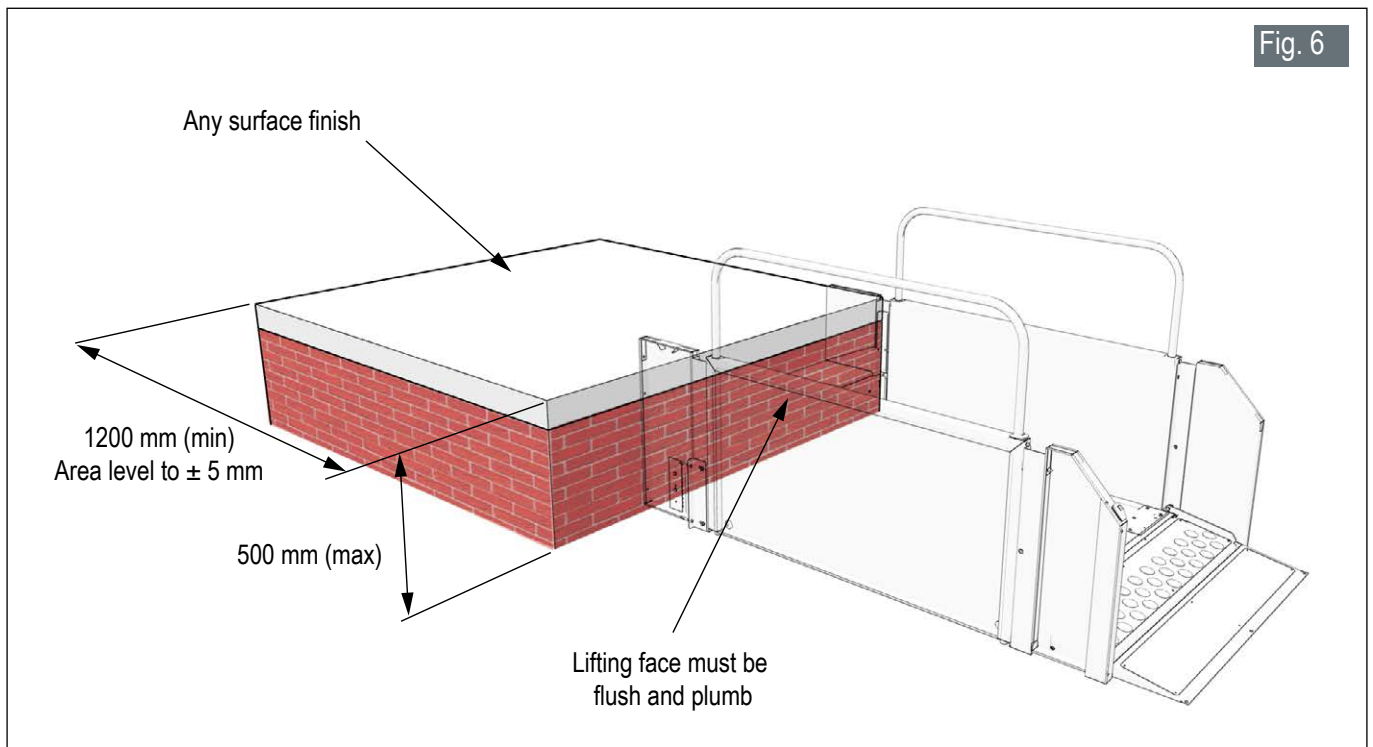 Fig. 6
Any surface finish
1200 mm (min)
Area level to ± 5 mm
500 mm (max)
Lifting face must be
flush and plumb